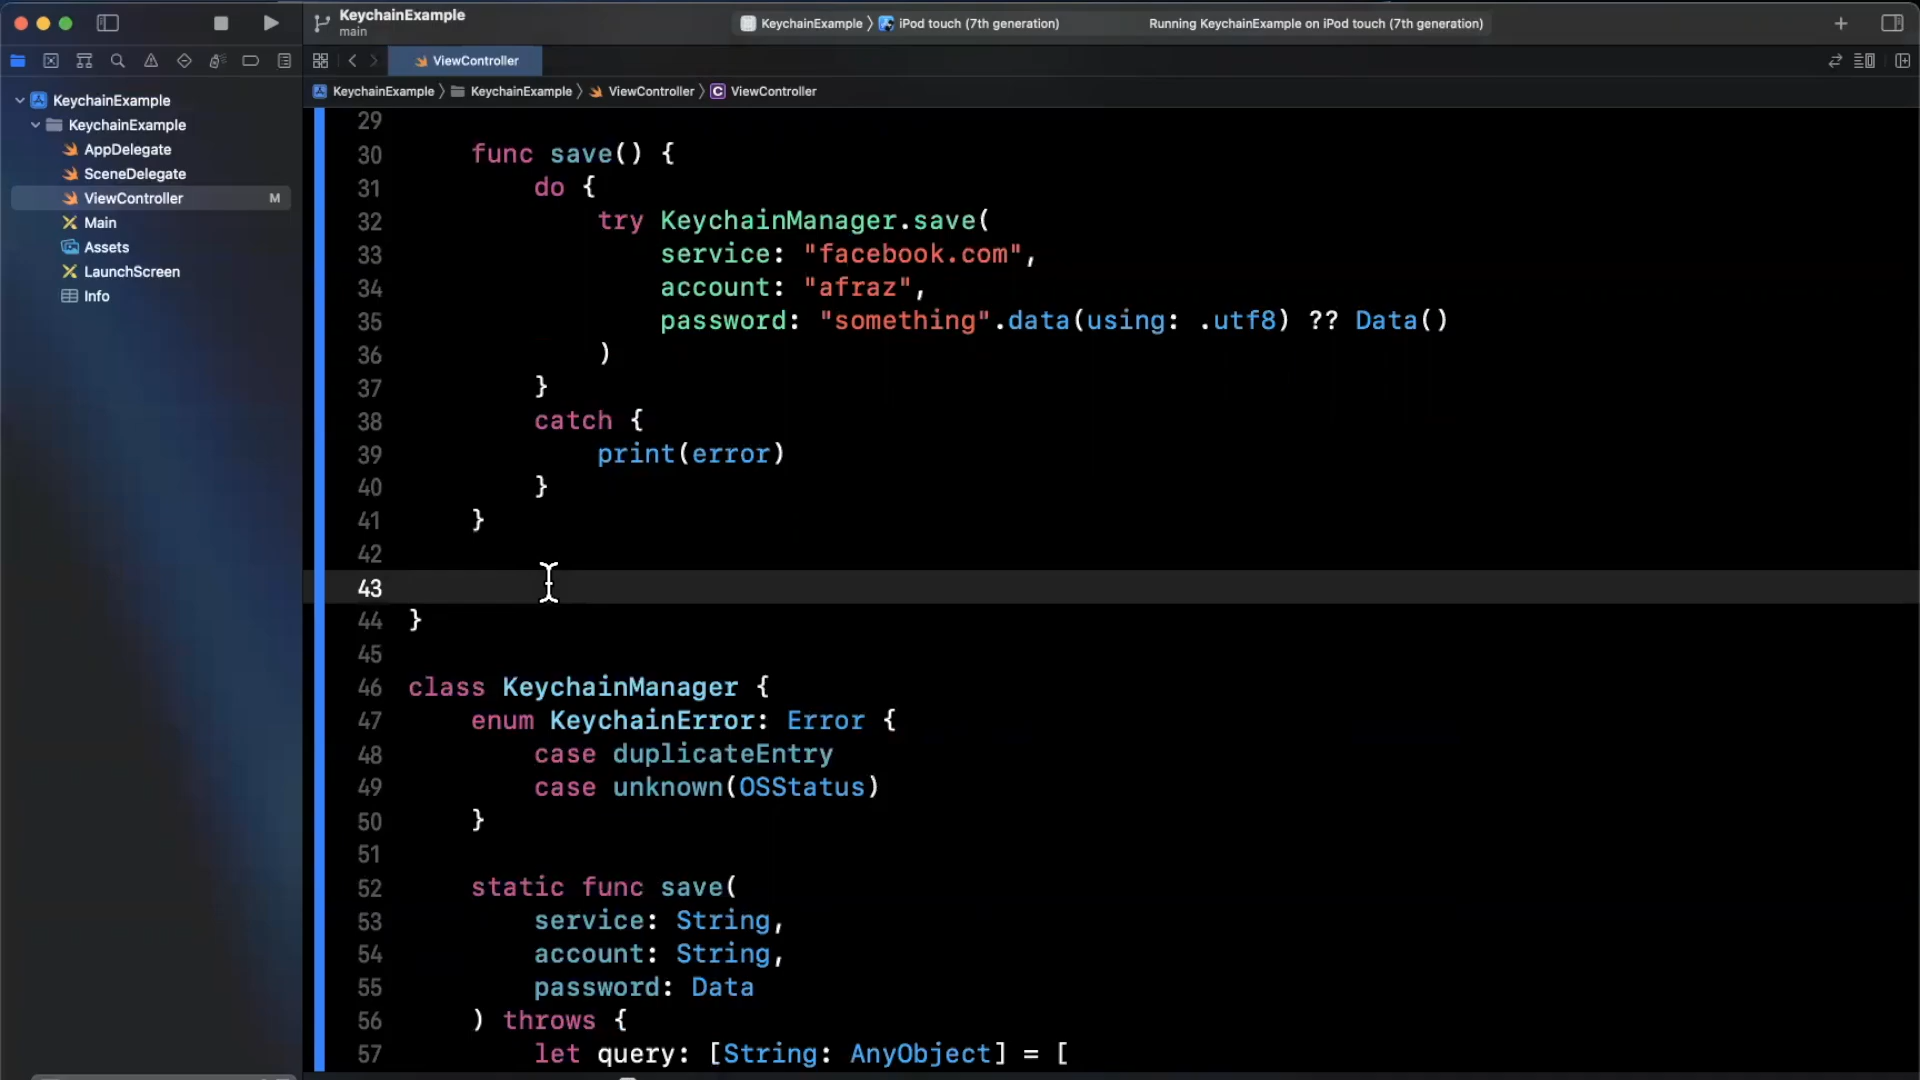 KeychainExample
main
KeychainExample 〉 iPod touch (7th generation)
Running KeychainExample on iPod touch (7th generation)
ViewController
KeychainExample 〉 KeychainExample 〉 ViewController 〉 C ViewController
KeychainExample
KeychainExample
AppDelegate
SceneDelegate
ViewController M
Main
Assets
LaunchScreen
Info
29
30 func save() {
31 do {
32 try KeychainManager.save(
33 service: "facebook.com",
34 account: "afraz",
35 password: "something".data(using: .utf8) ?? Data()
36 )
37 }
38 catch {
39 print(error)
40 }
41 }
42
43
44 }
45
46 class KeychainManager {
47 enum KeychainError: Error {
48 case duplicateEntry
49 case unknown(OSStatus)
50 }
51
52 static func save(
53 service: String,
54 account: String,
55 password: Data
56 ) throws {
57 let query: [String: AnyObject] = [